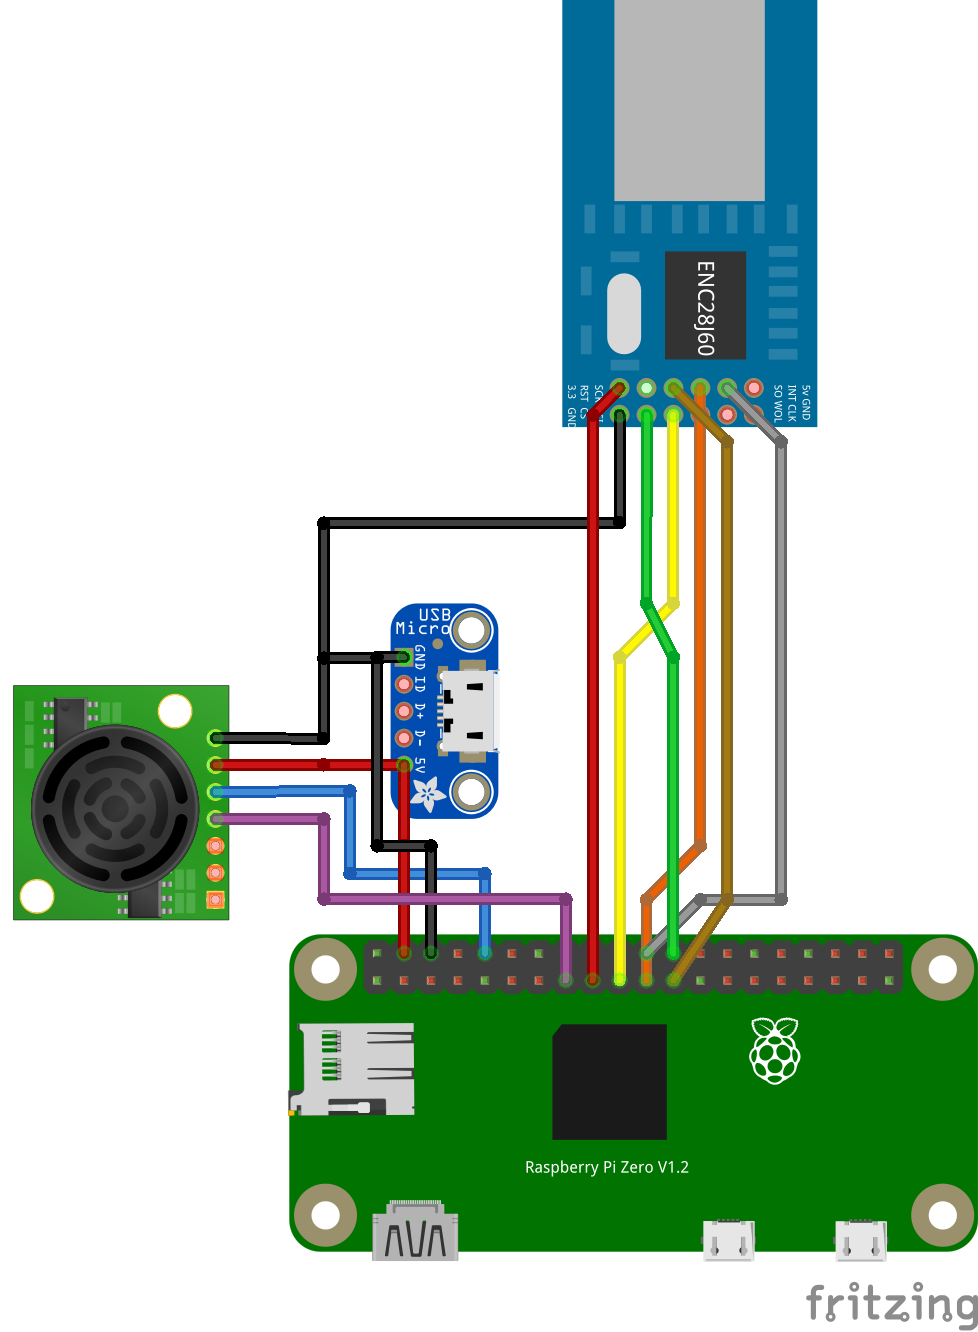 ENC28J60
3.3 GND
RST CS
SCK
SO WOL
INT CLK
5v GND
USB
Micro
GND
ID
D+
D-
5V
Raspberry Pi Zero V1.2
fritzing